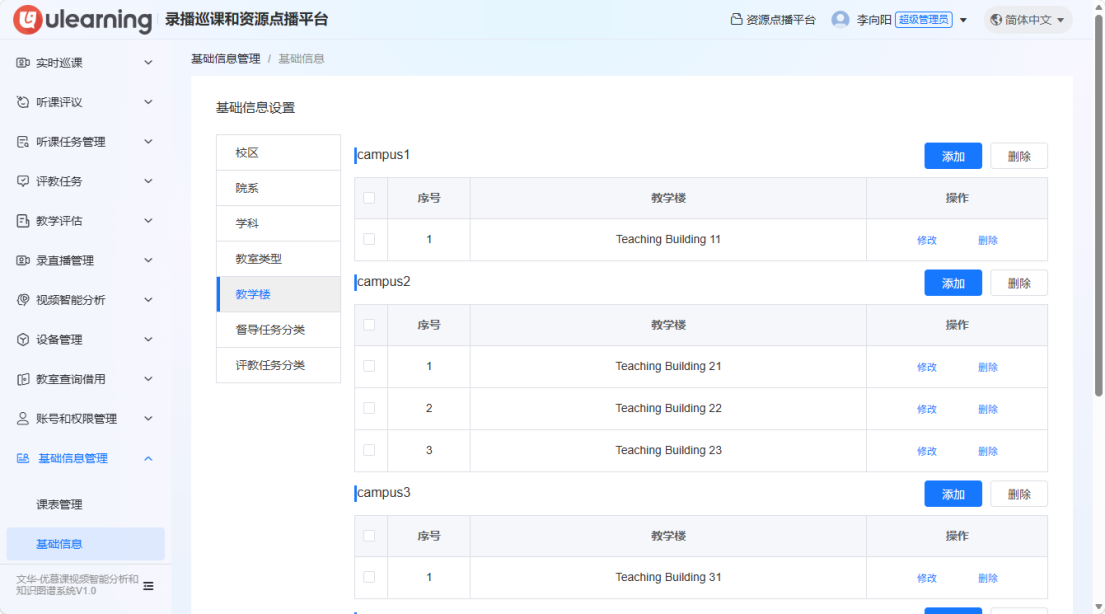 ulearning 录播巡课和资源点播平台 资源点播平台 李向阳 超级管理员 简体中文
实时巡课
听课评议
听课任务管理
评教任务
教学评估
录直播管理
视频智能分析
设备管理
教室查询借用
账号和权限管理
基础信息管理
课表管理
基础信息
文华-优慕课视频智能分析和
知识图谱系统V1.0
基础信息管理 / 基础信息
基础信息设置
校区
院系
学科
教室类型
教学楼
督导任务分类
评教任务分类
campus1 添加 删除
序号 教学楼 操作
1 Teaching Building 11 修改 删除
campus2 添加 删除
序号 教学楼 操作
1 Teaching Building 21 修改 删除
2 Teaching Building 22 修改 删除
3 Teaching Building 23 修改 删除
campus3 添加 删除
序号 教学楼 操作
1 Teaching Building 31 修改 删除